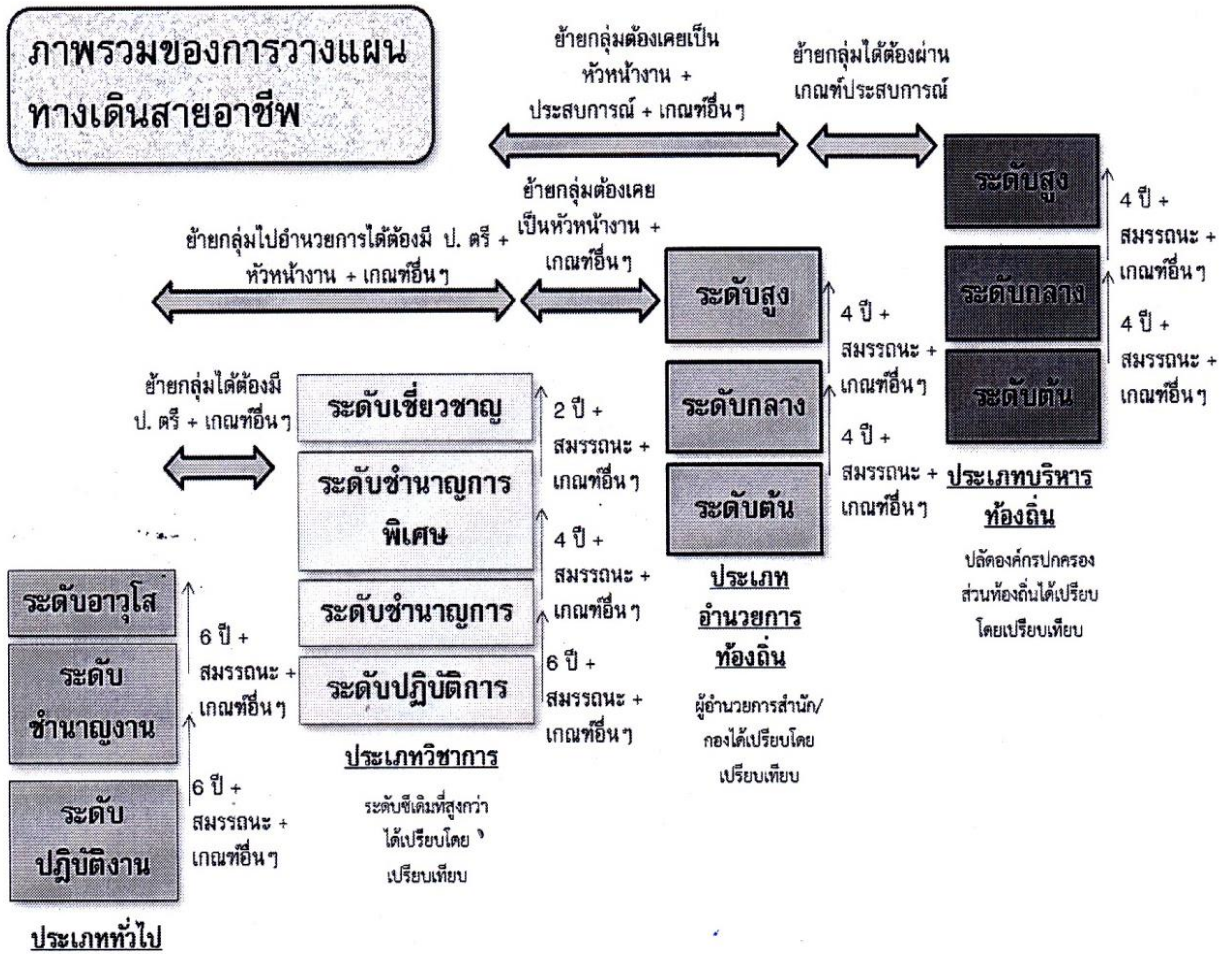 ภาพรวมของการวางแผน
ทางเดินสายอาชีพ
ย้ายกลุ่มต้องเคยเป็น
หัวหน้างาน +
ประสบการณ์ + เกณฑ์อื่นๆ
ย้ายกลุ่มได้ต้องผ่าน
เกณฑ์ประสบการณ์
ย้ายกลุ่มไปอำนวยการได้ต้องมี ป. ตรี +
หัวหน้างาน + เกณฑ์อื่นๆ
ย้ายกลุ่มต้องเคย
เป็นหัวหน้างาน +
เกณฑ์อื่นๆ
ย้ายกลุ่มได้ต้องมี
ป. ตรี + เกณฑ์อื่นๆ
ระดับอาวุโส
ระดับ
ชำนาญงาน
ระดับ
ปฏิบัติงาน
6 ปี +
สมรรถนะ +
เกณฑ์อื่นๆ
6 ปี +
สมรรถนะ +
เกณฑ์อื่นๆ
ประเภททั่วไป
ระดับเชี่ยวชาญ
ระดับชำนาญการ
พิเศษ
ระดับชำนาญการ
ระดับปฏิบัติการ
2 ปี +
สมรรถนะ +
เกณฑ์อื่นๆ
4 ปี +
สมรรถนะ +
เกณฑ์อื่นๆ
6 ปี +
สมรรถนะ +
เกณฑ์อื่นๆ
ประเภทวิชาการ
ระดับซีเดิมที่สูงกว่า
ได้เปรียบโดย
เปรียบเทียบ
ระดับสูง
ระดับกลาง
ระดับต้น
4 ปี +
สมรรถนะ +
เกณฑ์อื่นๆ
4 ปี +
สมรรถนะ +
เกณฑ์อื่นๆ
ประเภท
อำนวยการ
ท้องถิ่น
ผู้อำนวยการสำนัก/
กองได้เปรียบโดย
เปรียบเทียบ
ระดับสูง
ระดับกลาง
ระดับต้น
4 ปี +
สมรรถนะ +
เกณฑ์อื่นๆ
4 ปี +
สมรรถนะ +
เกณฑ์อื่นๆ
ประเภทบริหาร
ท้องถิ่น
ปลัดองค์กรปกครอง
ส่วนท้องถิ่นได้เปรียบ
โดยเปรียบเทียบ